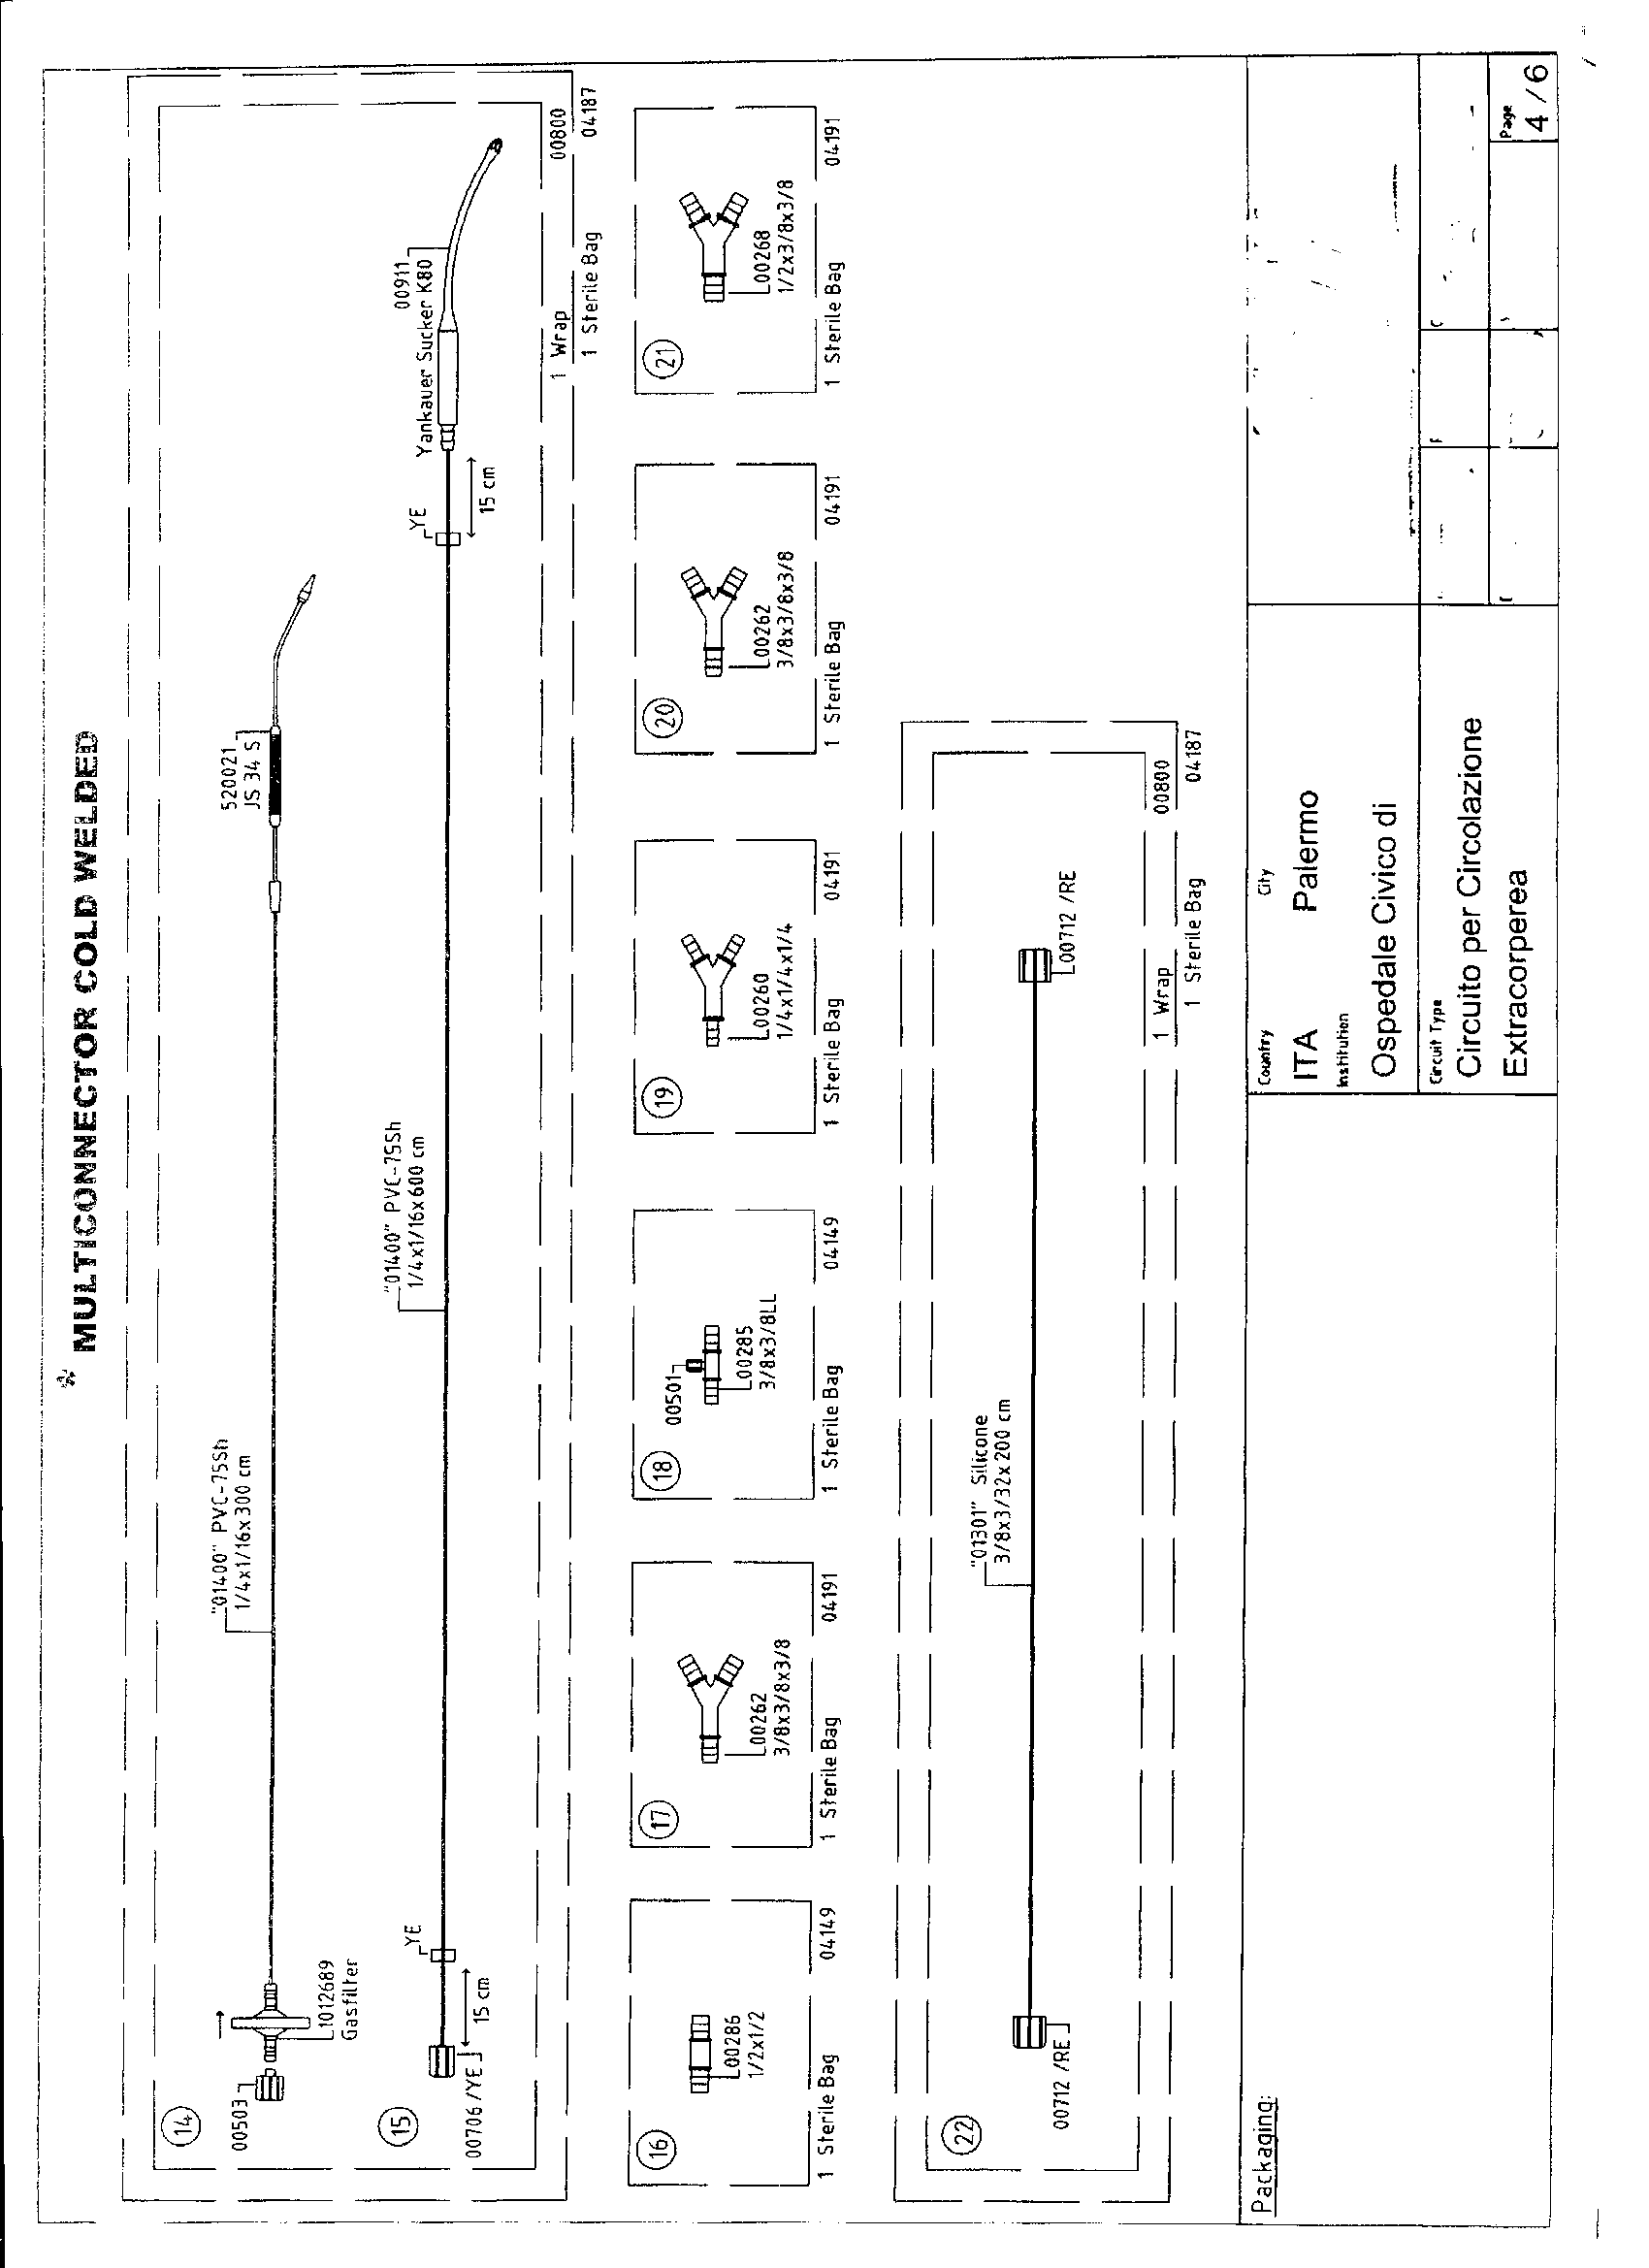 * MULTICONNECTOR COLD WELDED
14
00503
1012689
Gasfilter
"01400" PVC-75Sh
1/4x1/16x300 cm
520021
JS 34 S
15
00706 /YE
15 cm
YE
"01400" PVC-75Sh
1/4x1/16x600 cm
YE
15 cm
00911
Yankauer Sucker K80
1 Wrap 00800
1 Sterile Bag 04187
16
00286
1/2x1/2
1 Sterile Bag 04149
17
00262
3/8x3/8x3/8
1 Sterile Bag 04191
18
00501
00285
3/8x3/8LL
1 Sterile Bag 04149
19
00260
1/4x1/4x1/4
1 Sterile Bag 04191
20
00262
3/8x3/8x3/8
1 Sterile Bag 04191
21
00268
1/2x3/8x3/8
1 Sterile Bag 04191
22
00712 /RE
"01301" Silicone
3/8x3/32x200 cm
00712 /RE
1 Wrap 00800
1 Sterile Bag 04187
Packaging:
Country City
ITA Palermo
Institution
Ospedale Civico di
Circuit Type
Circuito per Circolazione
Extracorperea
Page
4 / 6